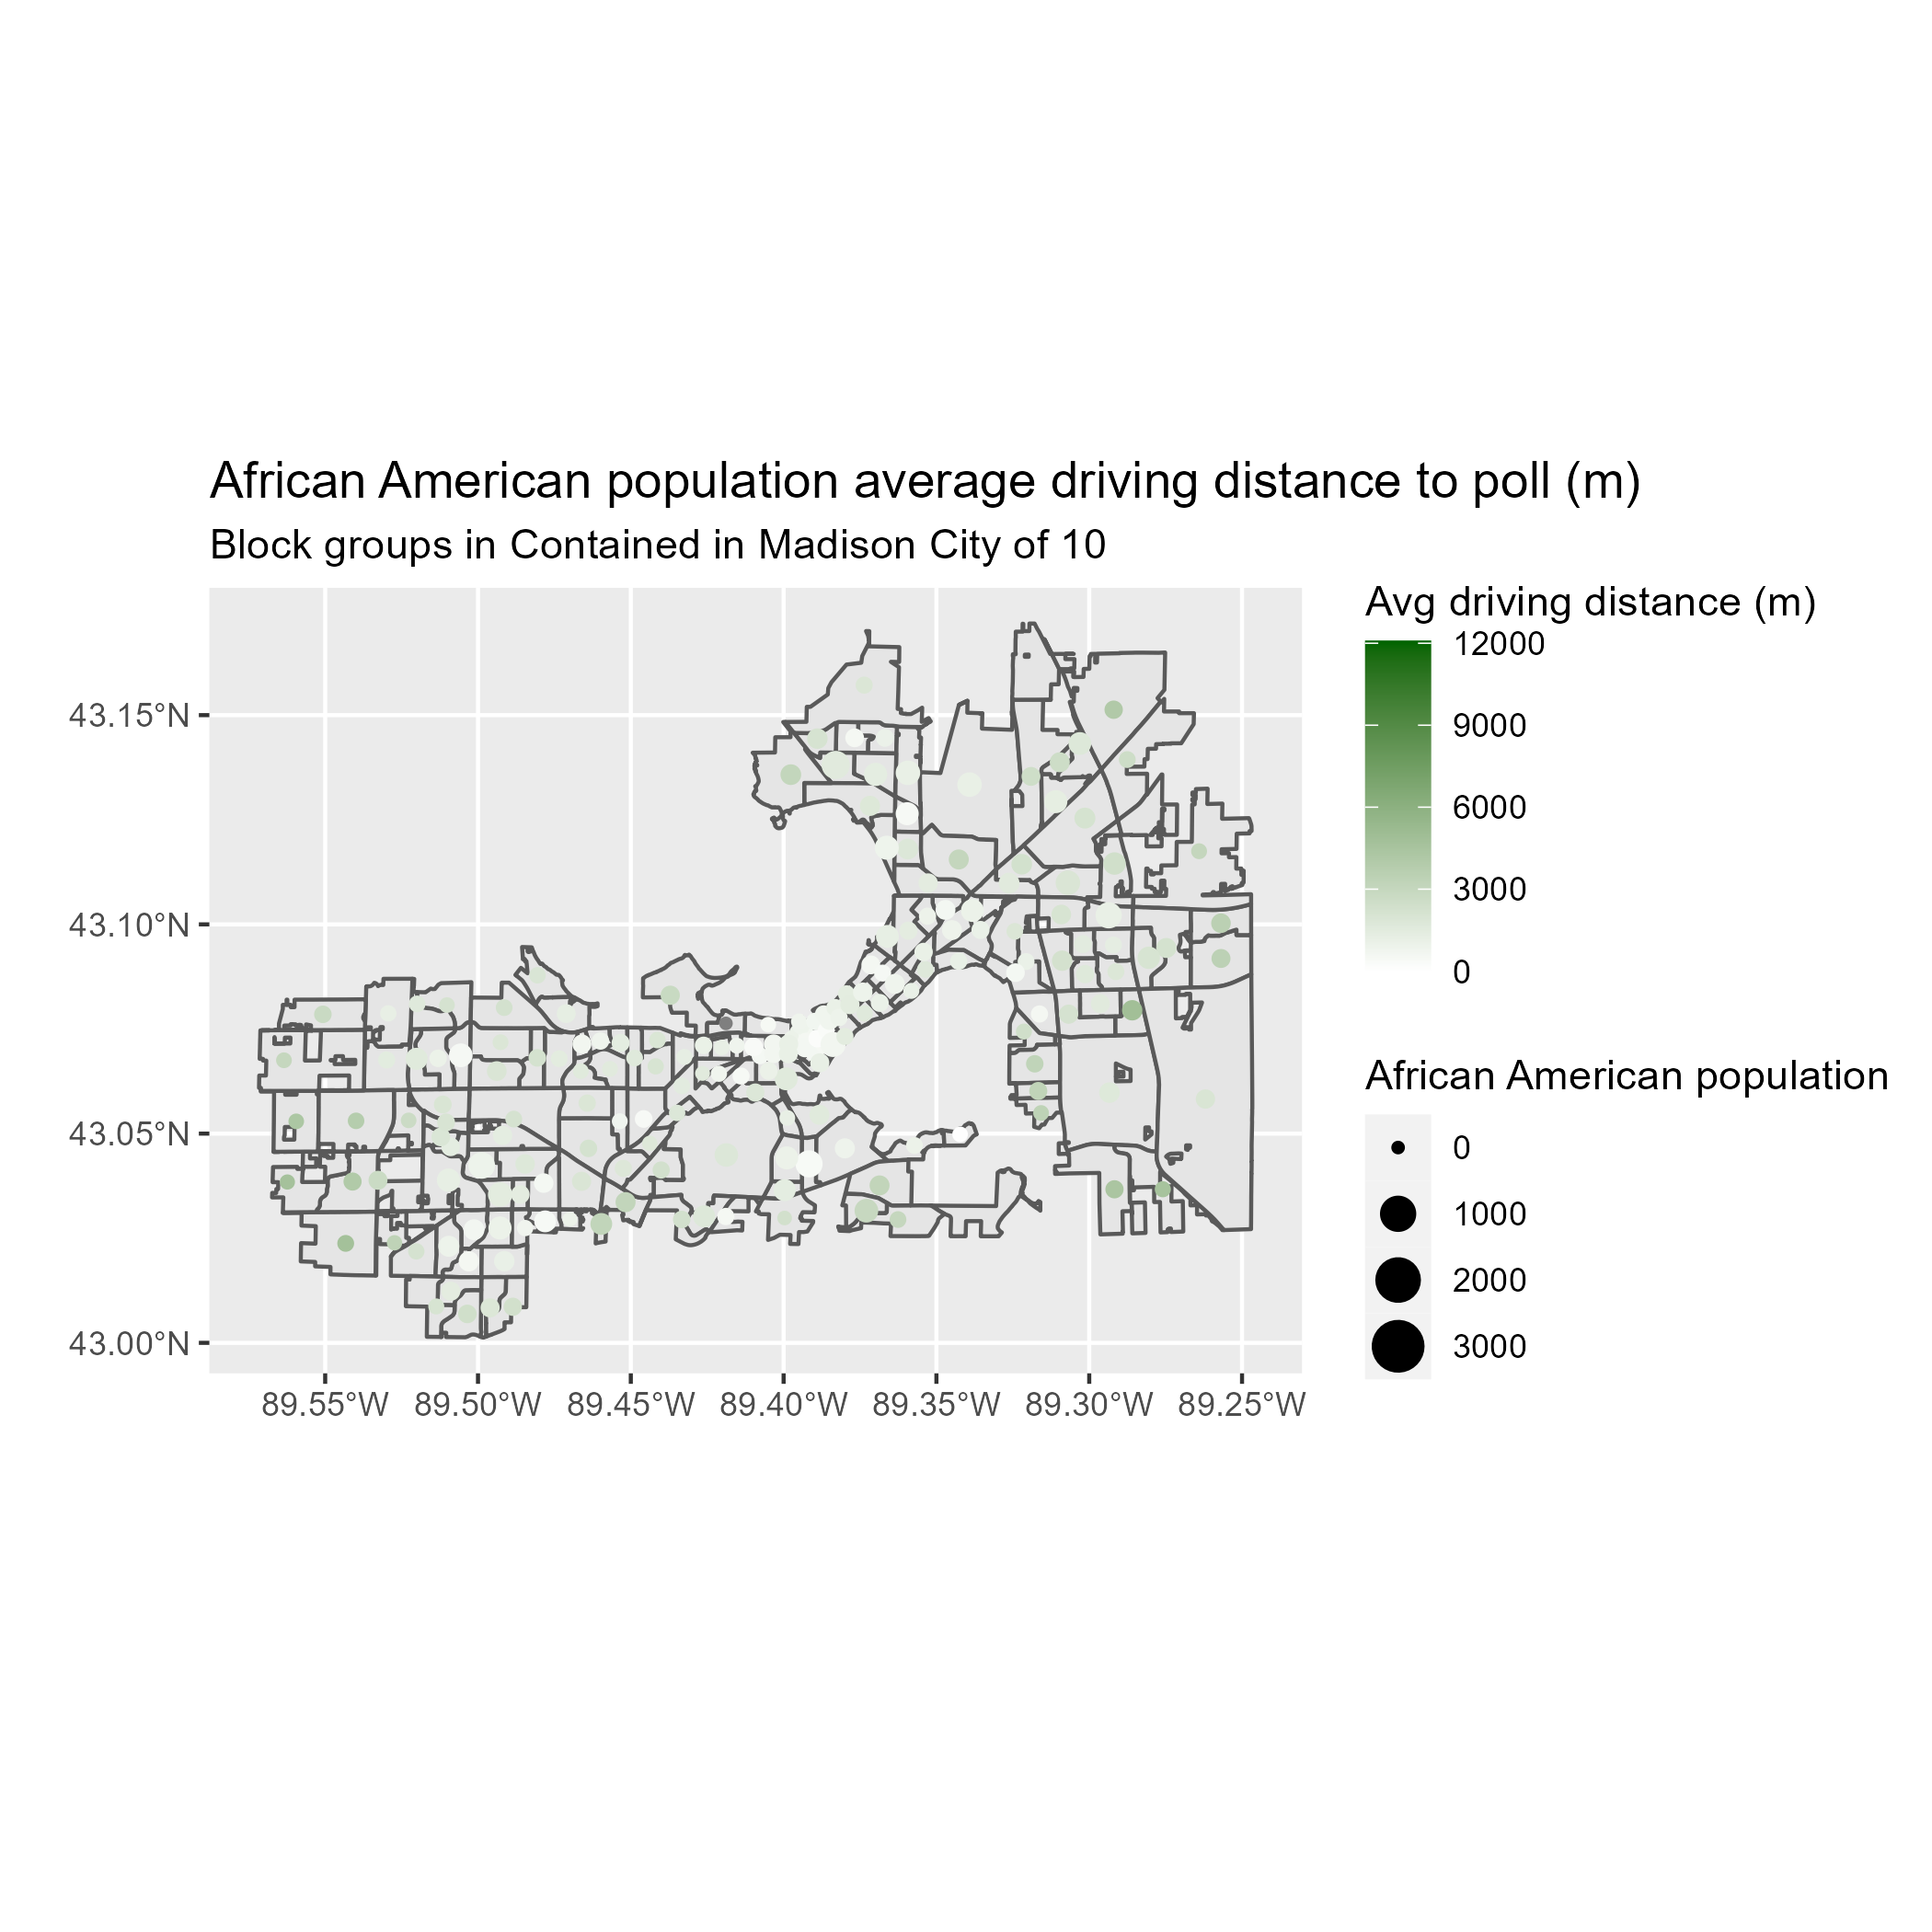 African American population average driving distance to poll (m)
Block groups in Contained in Madison City of 10
43.15°N
43.10°N
43.05°N
43.00°N
89.55°W 89.50°W 89.45°W 89.40°W 89.35°W 89.30°W 89.25°W
Avg driving distance (m)
12000
9000
6000
3000
0
African American population
0
1000
2000
3000